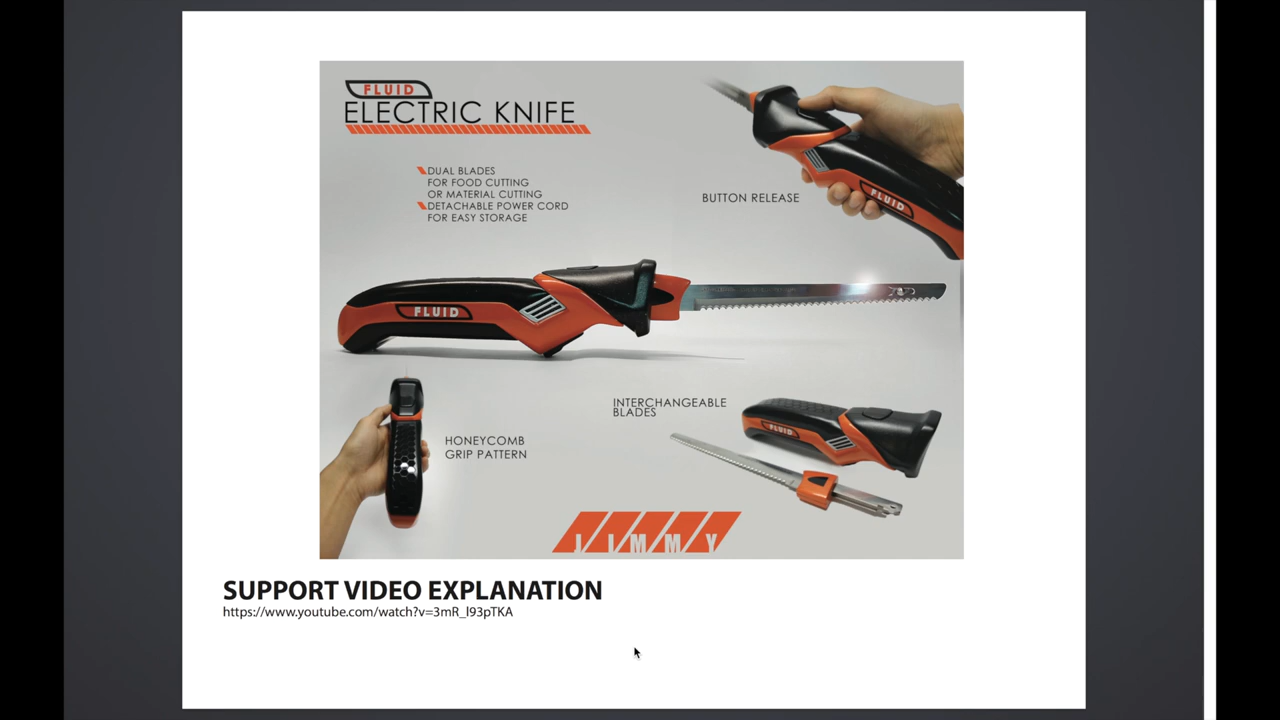 FLUID
ELECTRIC KNIFE
DUAL BLADES
FOR FOOD CUTTING
OR MATERIAL CUTTING
DETACHABLE POWER CORD
FOR EASY STORAGE
BUTTON RELEASE
FLUID
FLUID
INTERCHANGEABLE
BLADES
FLUID
HONEYCOMB
GRIP PATTERN
JIMMY
SUPPORT VIDEO EXPLANATION
https://www.youtube.com/watch?v=3mR_I93pTKA